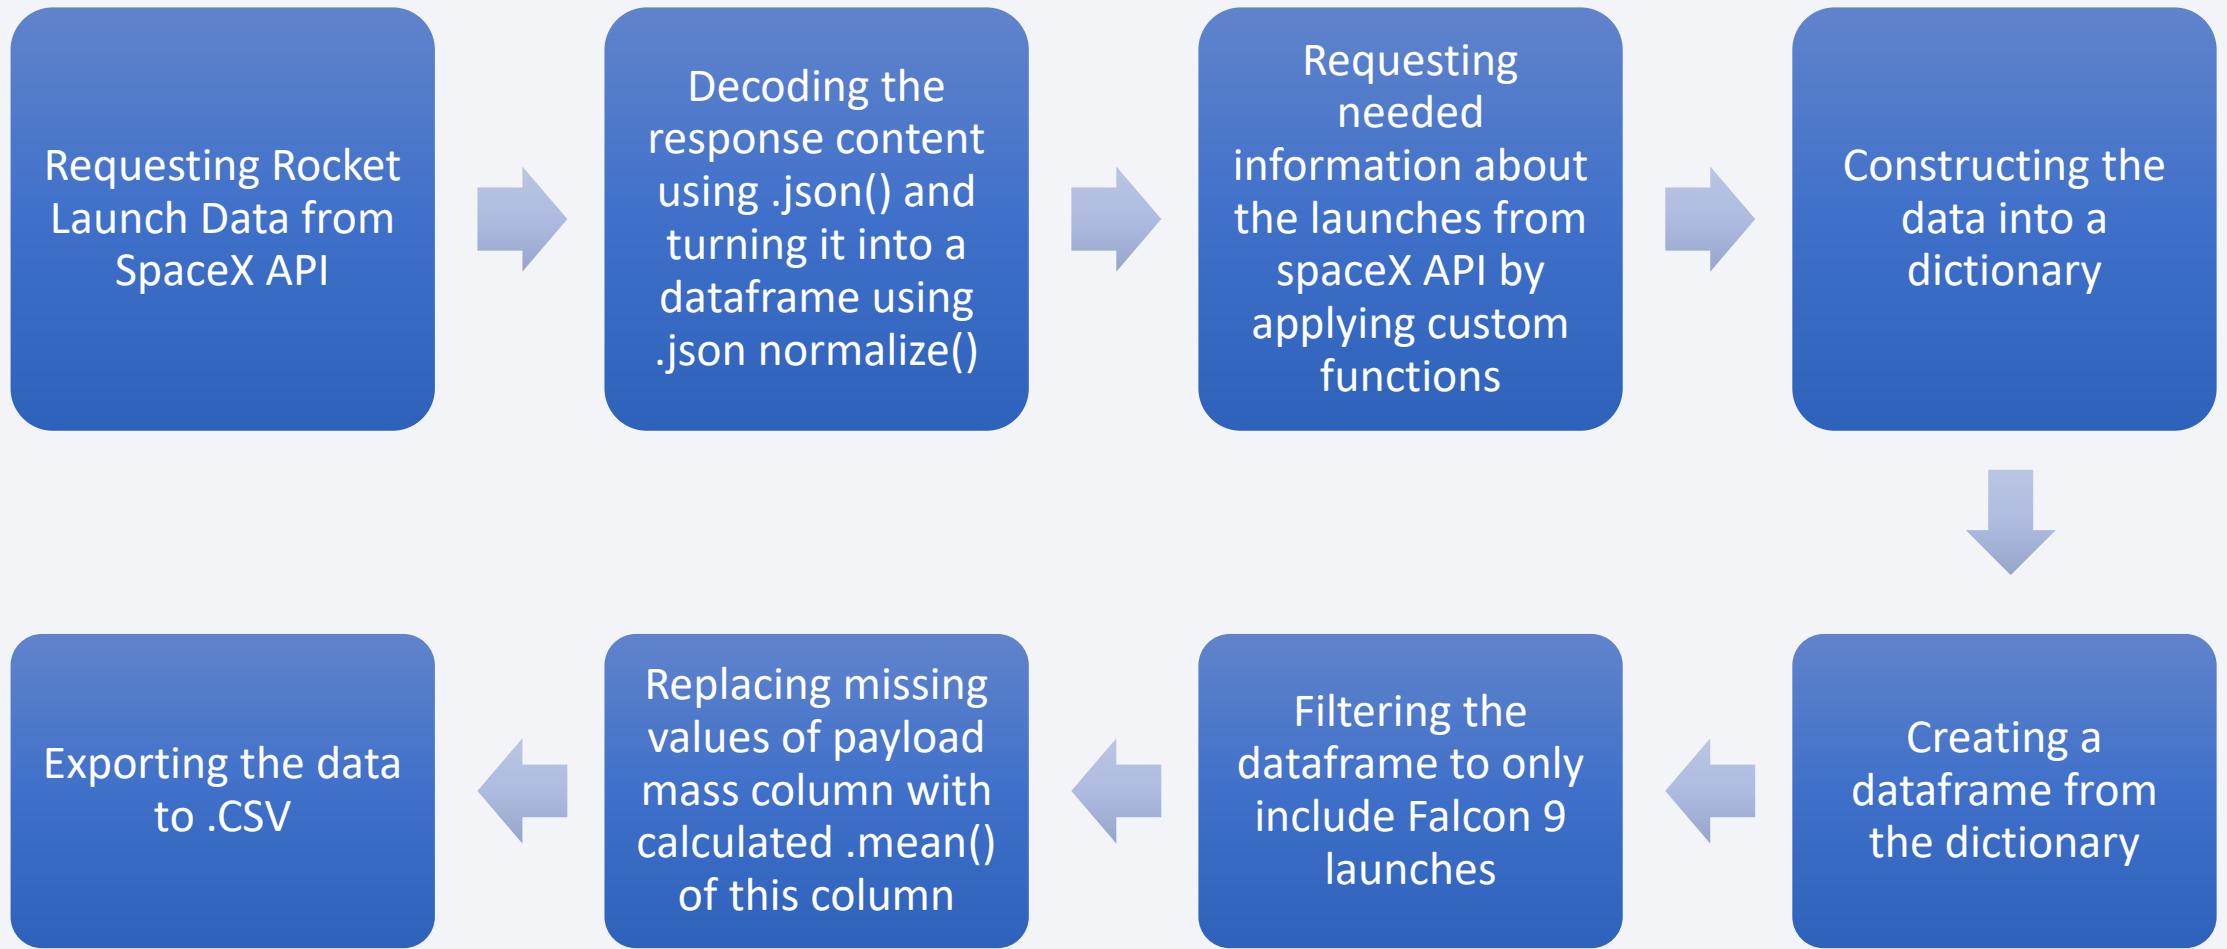 Requesting Rocket
Launch Data from
SpaceX API
Decoding the
response content
using .json() and
turning it into a
dataframe using
.json normalize()
Requesting
needed
information about
the launches from
spaceX API by
applying custom
functions
Constructing the
data into a
dictionary
Creating a
dataframe from
the dictionary
Filtering the
dataframe to only
include Falcon 9
launches
Replacing missing
values of payload
mass column with
calculated .mean()
of this column
Exporting the data
to .CSV